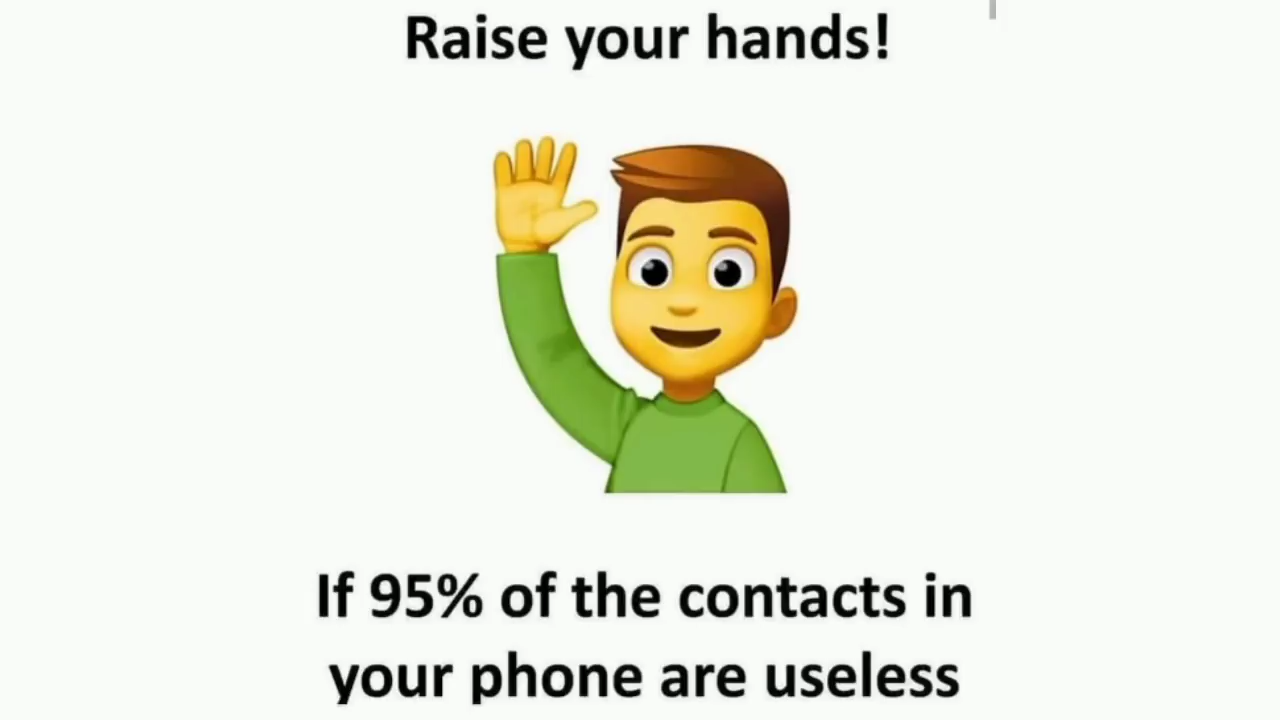 Raise your hands!
If 95% of the contacts in
your phone are useless